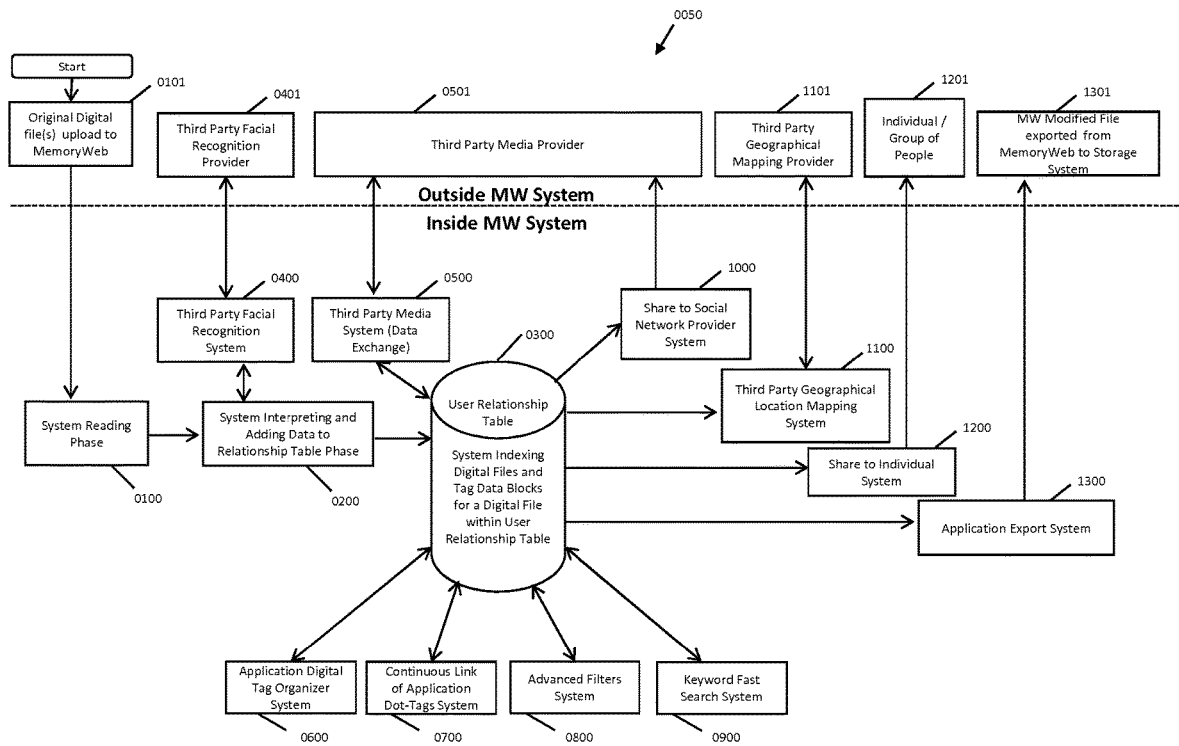 0050
Start
0101
0401
0501
1101
1201
1301
Original Digital
file(s) upload to
MemoryWeb
Third Party Facial
Recognition
Provider
Third Party Media Provider
Third Party
Geographical
Mapping Provider
Individual /
Group of
People
MW Modified File
exported from
MemoryWeb to Storage
System
Outside MW System
Inside MW System
0400
0500
1000
Third Party Facial
Recognition
System
Third Party Media
System (Data
Exchange)
Share to Social
Network Provider
System
0300
1100
User Relationship
Table
Third Party Geographical
Location Mapping
System
System Reading
Phase
System Interpreting and
Adding Data to
Relationship Table Phase
0100
0200
System Indexing
Digital Files and
Tag Data Blocks
for a Digital File
within User
Relationship Table
1200
Share to Individual
System
1300
Application Export System
Application Digital
Tag Organizer
System
Continuous Link
of Application
Dot-Tags System
Advanced Filters
System
Keyword Fast
Search System
0600
0700
0800
0900